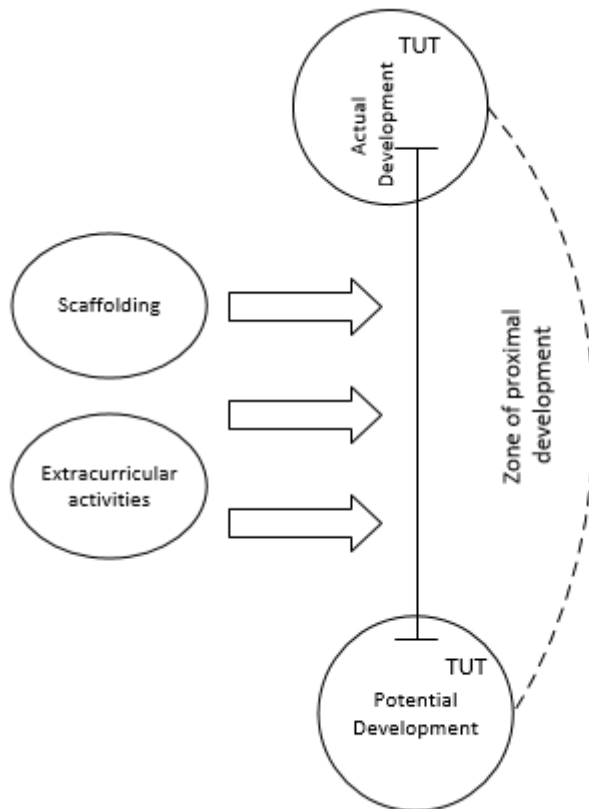 TUT
Actual
Development
Scaffolding
Extracurricular
activities
Zone of proximal
development
TUT
Potential
Development